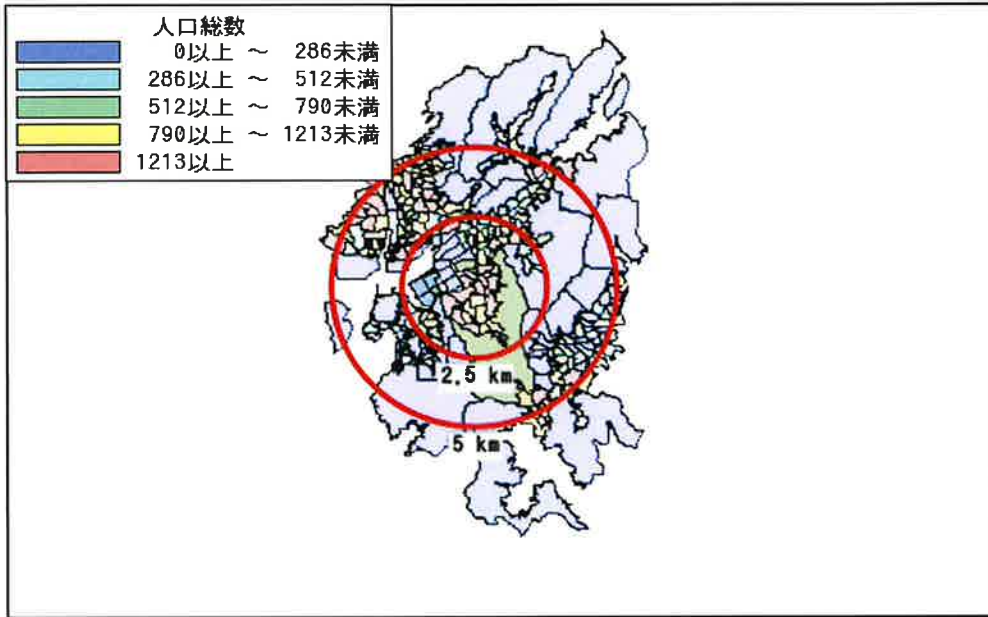 人口総数
0以上 ～ 286未満
286以上 ～ 512未満
512以上 ～ 790未満
790以上 ～ 1213未満
1213以上
2.5 km
5 km